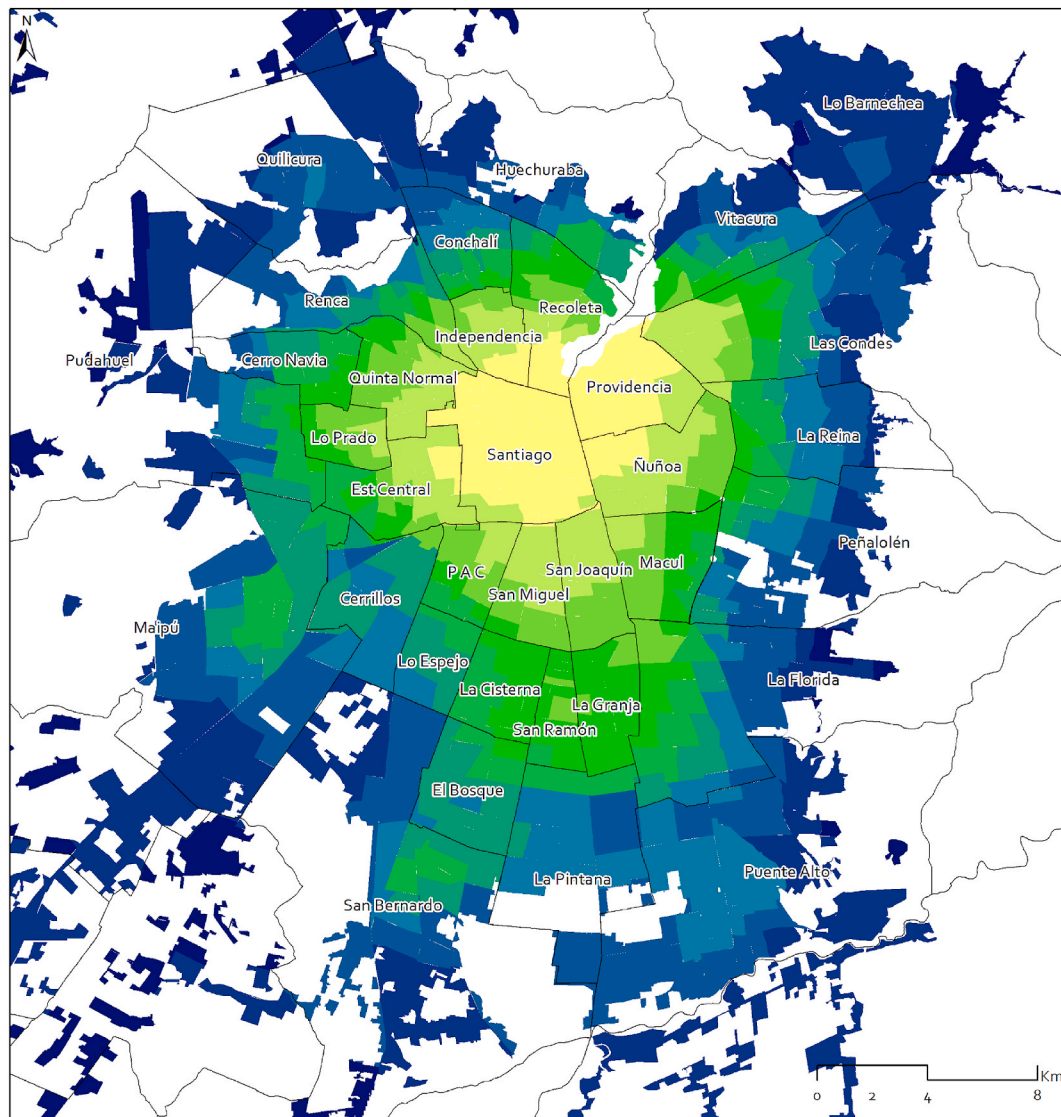 N
Lo Barnechea
Quilicura
Huechuraba
Vitacura
Conchalí
Renca
Recoleta
Independencia
Las Condes
Pudahuel
Cerro Navia
Quinta Normal
Providencia
Lo Prado
Santiago
Ñuñoa
La Reina
Est Central
Peñalolén
P A C
San Joaquín
Macul
San Miguel
Cerrillos
Maipú
Lo Espejo
La Florida
La Cisterna
La Granja
San Ramón
El Bosque
La Pintana
Puente Alto
San Bernardo
Km
0 2 4 8